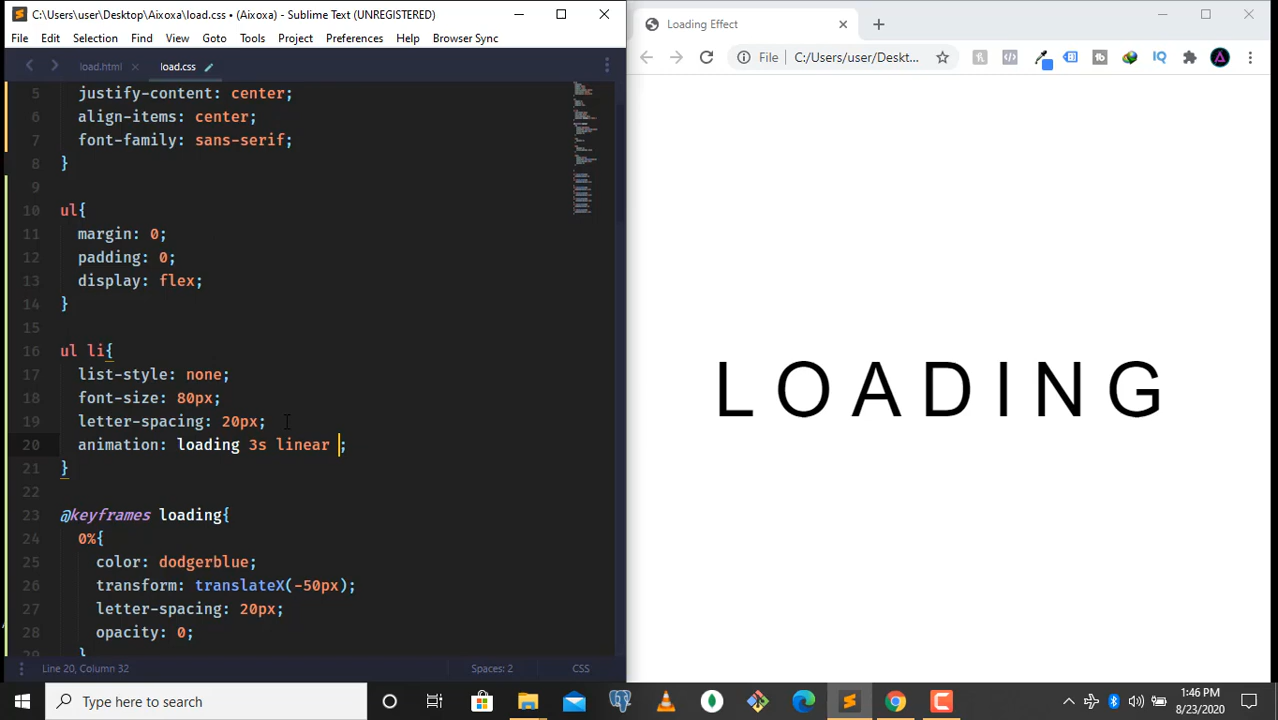 C:\Users\user\Desktop\Aixoxa\load.css • (Aixoxa) - Sublime Text (UNREGISTERED)
File Edit Selection Find View Goto Tools Project Preferences Help Browser Sync
load.html load.css
5 justify-content: center;
6 align-items: center;
7 font-family: sans-serif;
8 }
9
10 ul{
11 margin: 0;
12 padding: 0;
13 display: flex;
14 }
15
16 ul li{
17 list-style: none;
18 font-size: 80px;
19 letter-spacing: 20px;
20 animation: loading 3s linear ;
21 }
22
23 @keyframes loading{
24 0%{
25 color: dodgerblue;
26 transform: translateX(-50px);
27 letter-spacing: 20px;
28 opacity: 0;
29 }
Line 20, Column 32 Spaces: 2 CSS
Loading Effect
File C:/Users/user/Deskt...
LOADING
Type here to search
1:46 PM
8/23/2020